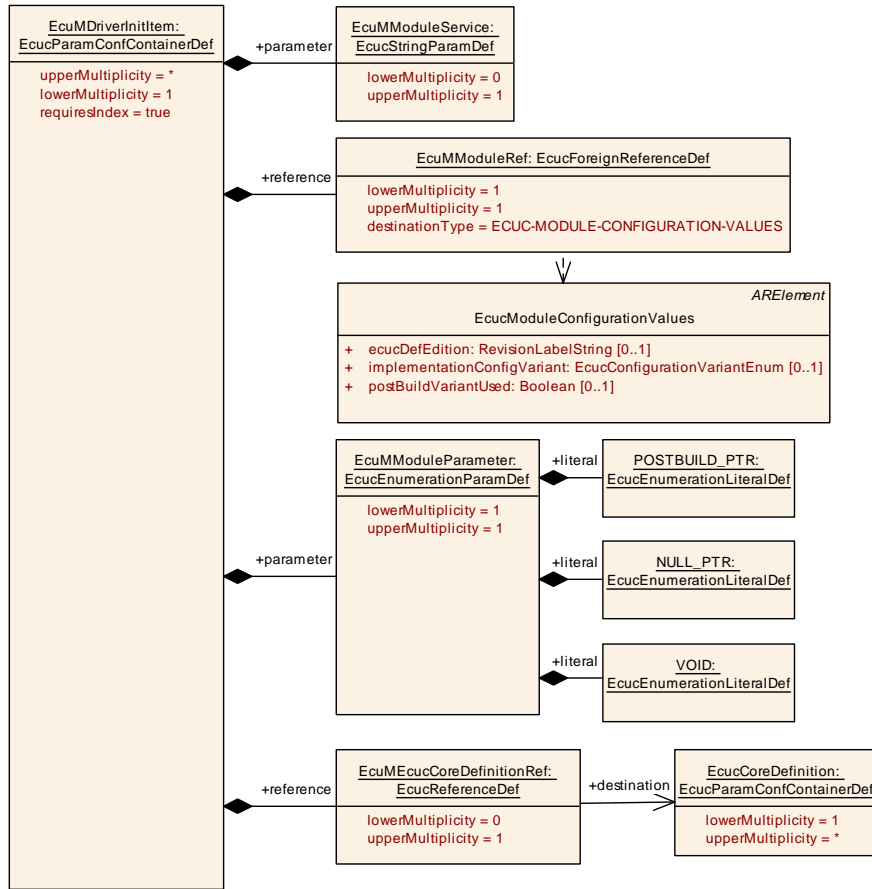 EcuMDriverInitItem:
EcucParamConfContainerDef
upperMultiplicity = *
lowerMultiplicity = 1
requiresIndex = true
+parameter
EcuMModuleService:
EcucStringParamDef
lowerMultiplicity = 0
upperMultiplicity = 1
+reference
EcuMModuleRef: EcucForeignReferenceDef
lowerMultiplicity = 1
upperMultiplicity = 1
destinationType = ECUC-MODULE-CONFIGURATION-VALUES
ARElement
EcucModuleConfigurationValues
+ ecucDefEdition: RevisionLabelString [0..1]
+ implementationConfigVariant: EcucConfigurationVariantEnum [0..1]
+ postBuildVariantUsed: Boolean [0..1]
+parameter
EcuMModuleParameter:
EcucEnumerationParamDef
lowerMultiplicity = 1
upperMultiplicity = 1
+literal
POSTBUILD_PTR:
EcucEnumerationLiteralDef
+literal
NULL_PTR:
EcucEnumerationLiteralDef
+literal
VOID:
EcucEnumerationLiteralDef
+reference
EcuMEcucCoreDefinitionRef:
EcucReferenceDef
lowerMultiplicity = 0
upperMultiplicity = 1
+destination
EcucCoreDefinition:
EcucParamConfContainerDef
lowerMultiplicity = 1
upperMultiplicity = *